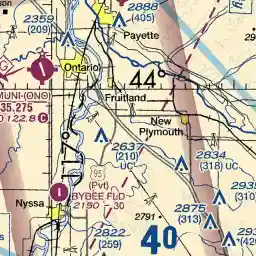 2359
(209)
2888
(405)
Payette
Ontario
44°
MUNI (ONO)
35.275
122.8 C
Fruitland
New
Plymouth
117°
2637
(210)
UC
2834
(318) UC
95
(Pvt)
BYBEE FLD
2150 - 30
Nyssa
2791
2875
(313)
40
2822
(259)